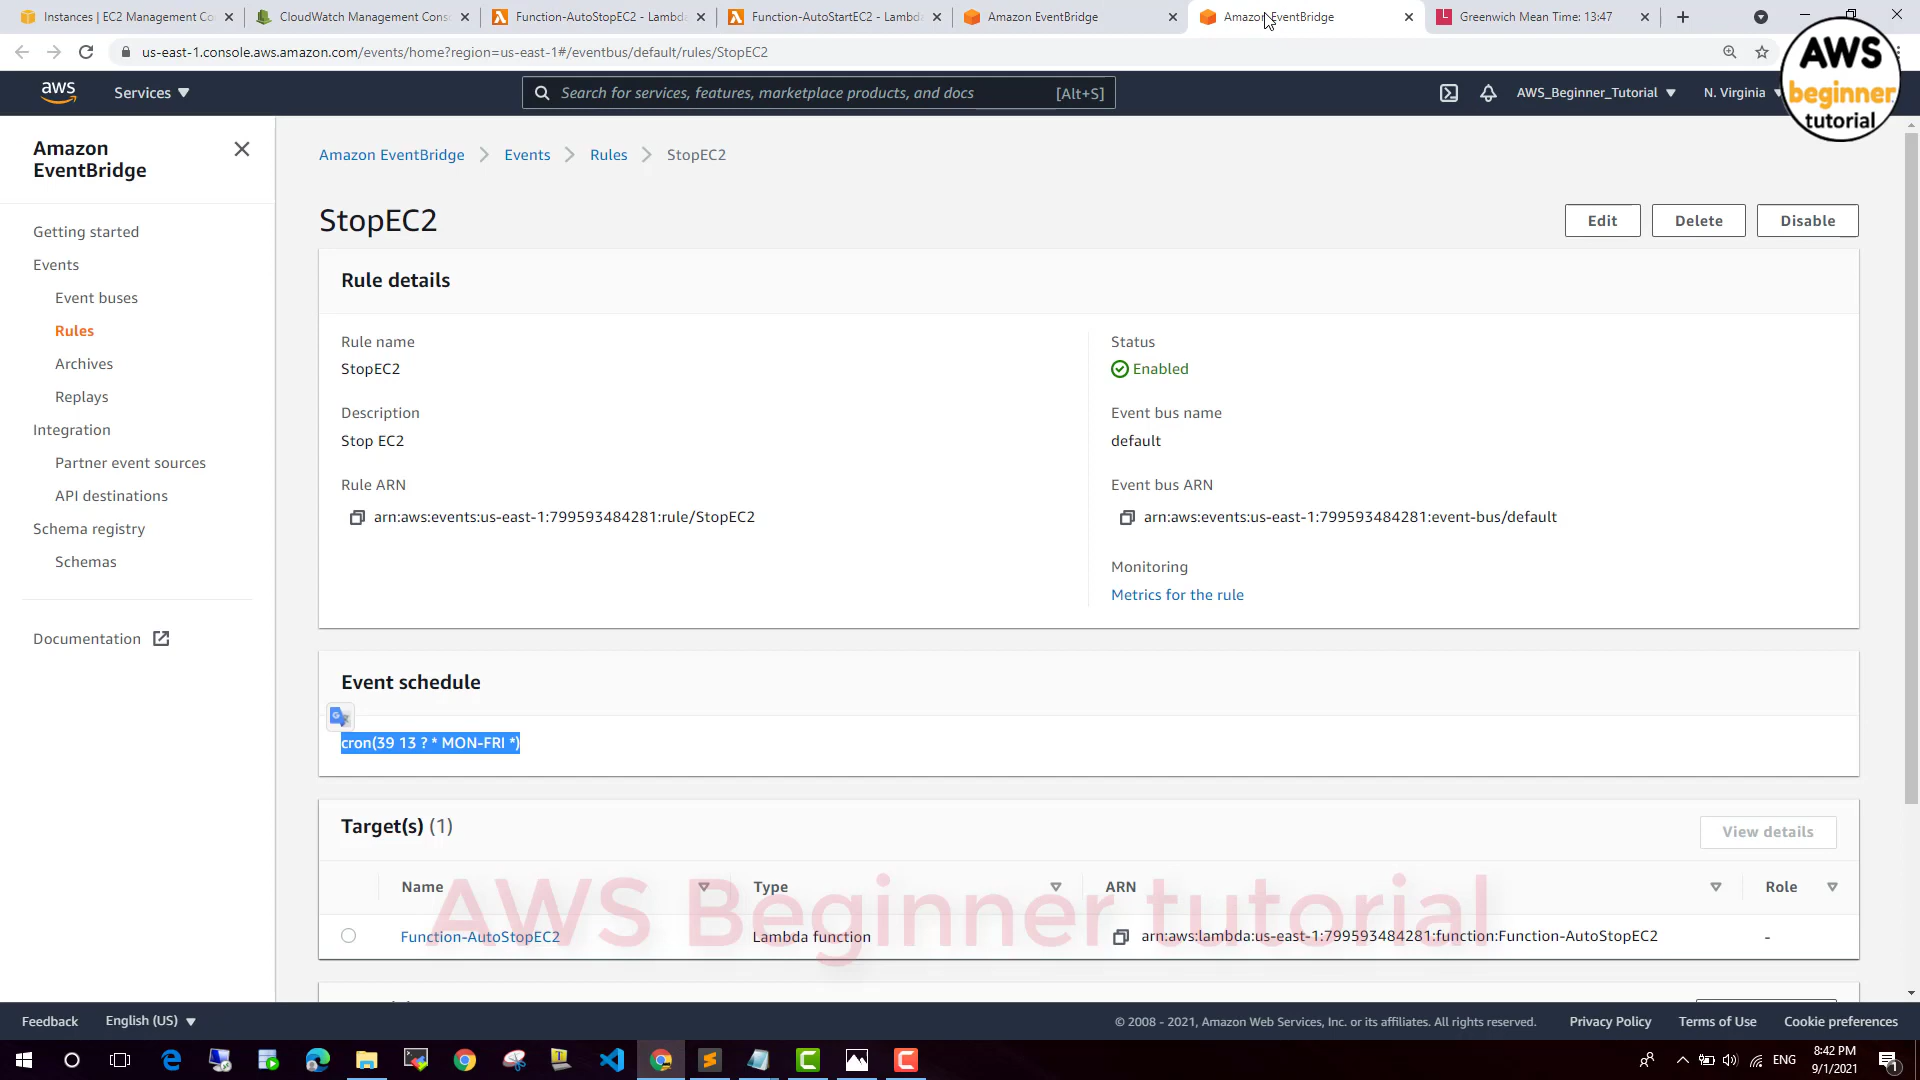 Instances | EC2 Management Co
CloudWatch Management Cons
Function-AutoStopEC2 - Lambda
Function-AutoStartEC2 - Lambda
Amazon EventBridge
Amazon EventBridge
Greenwich Mean Time: 13:47
us-east-1.console.aws.amazon.com/events/home?region=us-east-1#/eventbus/default/rules/StopEC2
AWS
beginner
tutorial
aws
Services
Search for services, features, marketplace products, and docs
[Alt+S]
AWS_Beginner_Tutorial
N. Virginia
Amazon
EventBridge
Getting started
Events
Event buses
Rules
Archives
Replays
Integration
Partner event sources
API destinations
Schema registry
Schemas
Documentation
Amazon EventBridge
Events
Rules
StopEC2
StopEC2
Edit
Delete
Disable
Rule details
Rule name
StopEC2
Description
Stop EC2
Rule ARN
arn:aws:events:us-east-1:799593484281:rule/StopEC2
Status
Enabled
Event bus name
default
Event bus ARN
arn:aws:events:us-east-1:799593484281:event-bus/default
Monitoring
Metrics for the rule
Event schedule
cron(39 13 ? * MON-FRI *)
Target(s) (1)
View details
Name
Type
ARN
Role
Function-AutoStopEC2
Lambda function
arn:aws:lambda:us-east-1:799593484281:function:Function-AutoStopEC2
-
AWS Beginner tutorial
Feedback
English (US)
© 2008 - 2021, Amazon Web Services, Inc. or its affiliates. All rights reserved.
Privacy Policy
Terms of Use
Cookie preferences
ENG
8:42 PM
9/1/2021
1